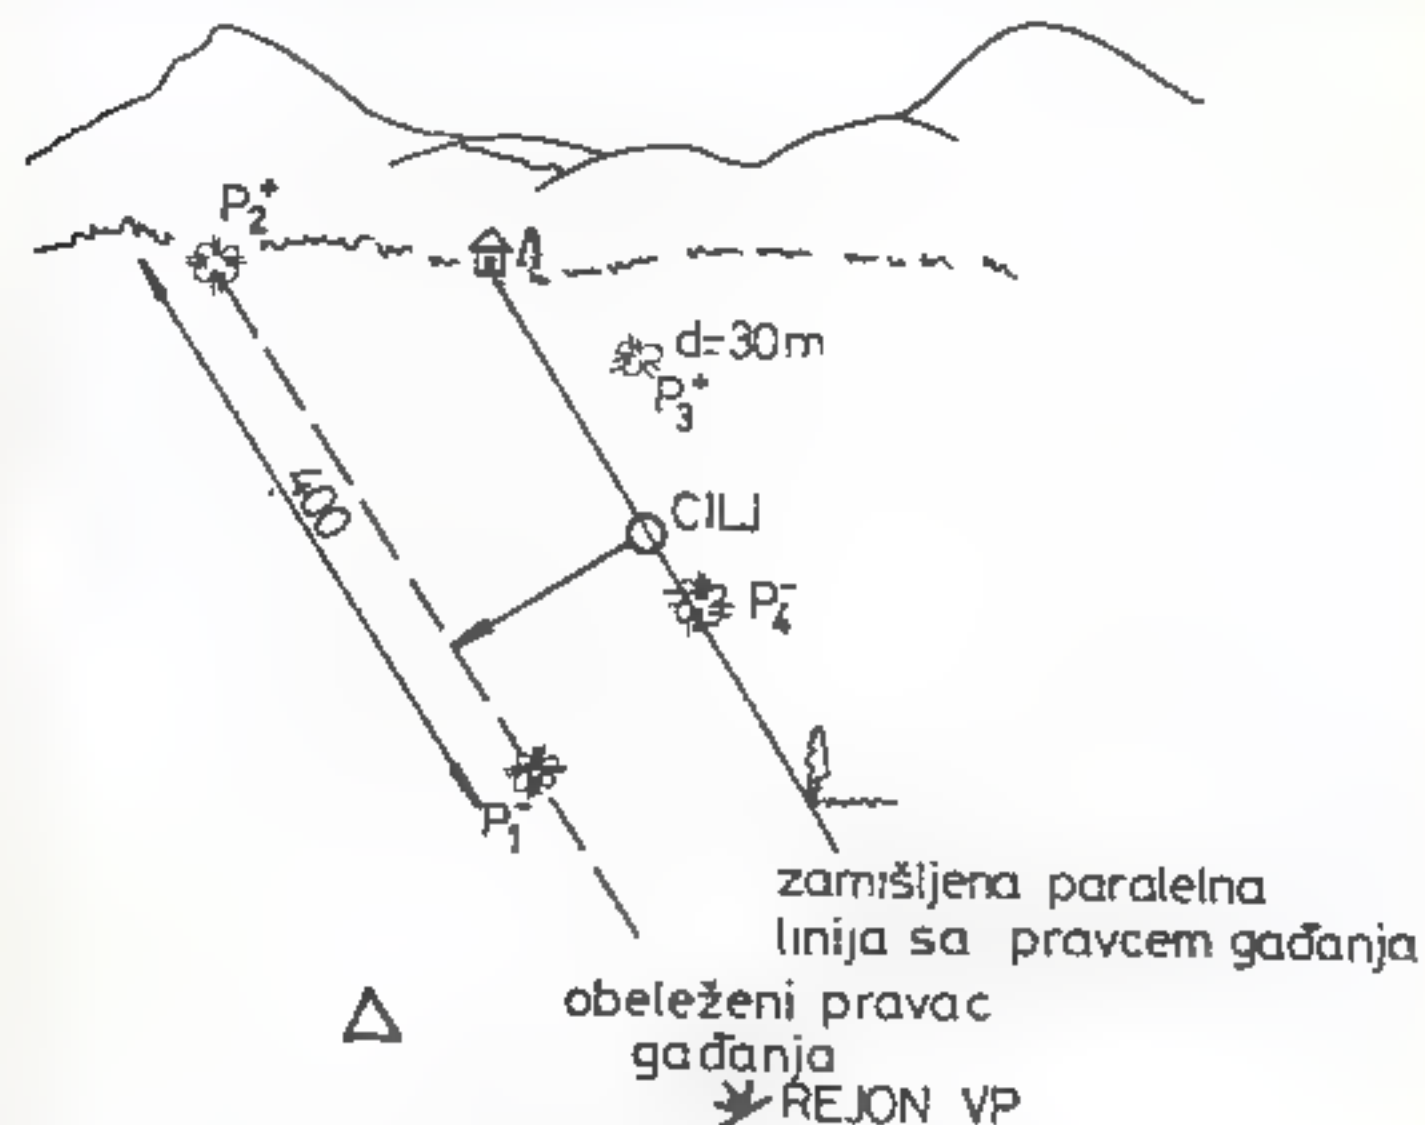 P₂⁺
d=30m
P₃⁺
400
CILJ
P₄⁻
P₁⁻
zamišljena paralelna
linija sa pravcem gađanja
obeleženi pravac
gađanja
REJON VP